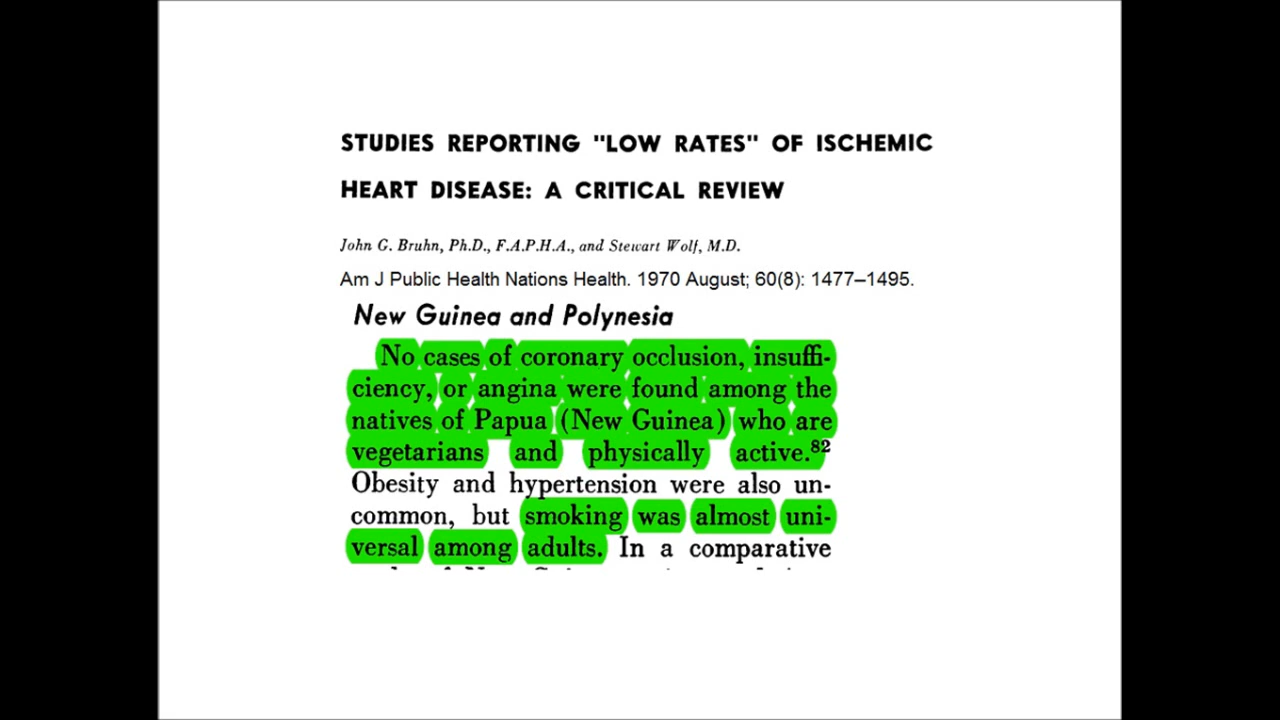 STUDIES REPORTING "LOW RATES" OF ISCHEMIC
HEART DISEASE: A CRITICAL REVIEW
John G. Bruhn, Ph.D., F.A.P.H.A., and Stewart Wolf, M.D.
Am J Public Health Nations Health. 1970 August; 60(8): 1477–1495.
New Guinea and Polynesia
No cases of coronary occlusion, insuffi-
ciency, or angina were found among the
natives of Papua (New Guinea) who are
vegetarians and physically active.⁸²
Obesity and hypertension were also un-
common, but smoking was almost uni-
versal among adults. In a comparative